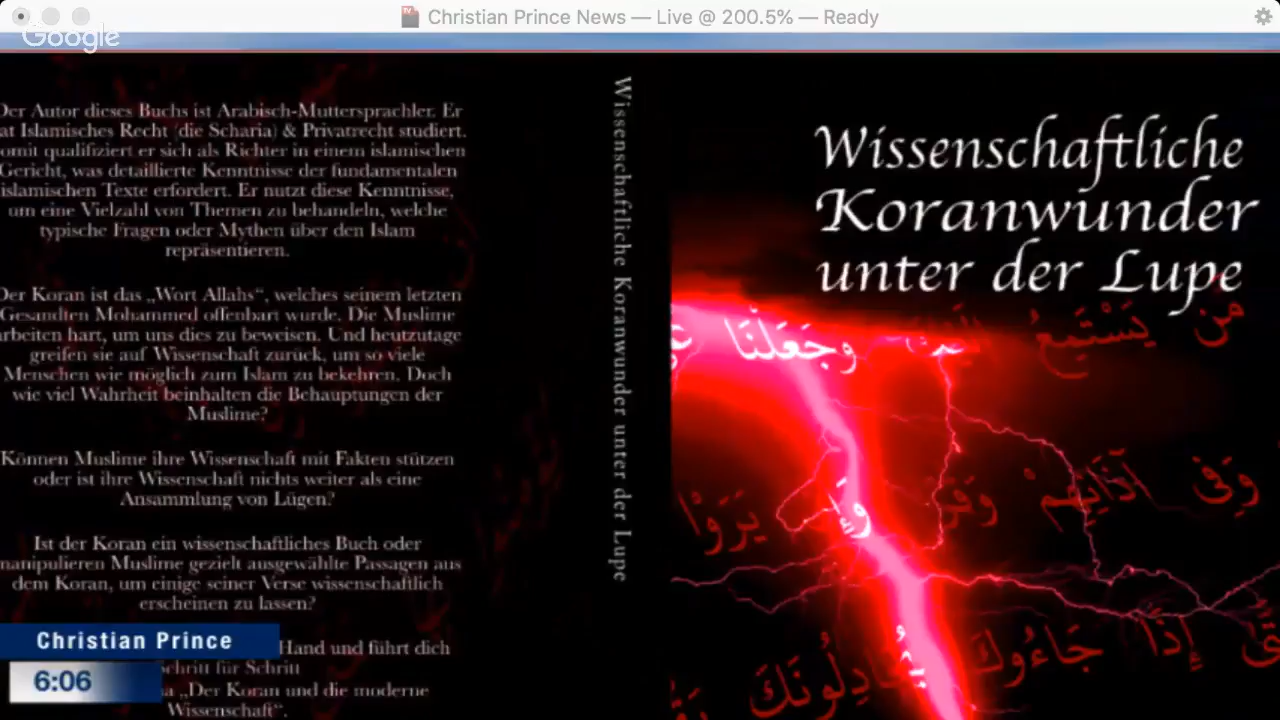 Christian Prince News — Live @ 200.5% — Ready
Google
Der Autor dieses Buchs ist Arabisch-Muttersprachler. Er
at Islamisches Recht (die Scharia) & Privatrecht studiert.
omit qualifiziert er sich als Richter in einem islamischen
Gericht, was detaillierte Kenntnisse der fundamentalen
islamischen Texte erfordert. Er nutzt diese Kenntnisse,
um eine Vielzahl von Themen zu behandeln, welche
typische Fragen oder Mythen über den Islam
repräsentieren.
Der Koran ist das „Wort Allahs“, welches seinem letzten
Gesandten Mohammed offenbart wurde. Die Muslime
arbeiten hart, um uns dies zu beweisen. Und heutzutage
greifen sie auf Wissenschaft zurück, um so viele
Menschen wie möglich zum Islam zu bekehren. Doch
wie viel Wahrheit beinhalten die Behauptungen der
Muslime?
Können Muslime ihre Wissenschaft mit Fakten stützen
oder ist ihre Wissenschaft nichts weiter als eine
Ansammlung von Lügen?
Ist der Koran ein wissenschaftliches Buch oder
manipulieren Muslime gezielt ausgewählte Passagen aus
dem Koran, um einige seiner Verse wissenschaftlich
erscheinen zu lassen?
Hand und führt dich
Schritt für Schritt
„Der Koran und die moderne
Wissenschaft“.
Christian Prince
6:06
Wissenschaftliche Koranwunder unter der Lupe
Wissenschaftliche
Koranwunder
unter der Lupe
مَّن يَسْتَمِعُ إِلَيْكَ وَجَعَلْنَا
وَفِي آذَانِهِمْ وَقْرًا وَإِن يَرَوْا
إِذَا جَاءُوكَ يُجَادِلُونَكَ